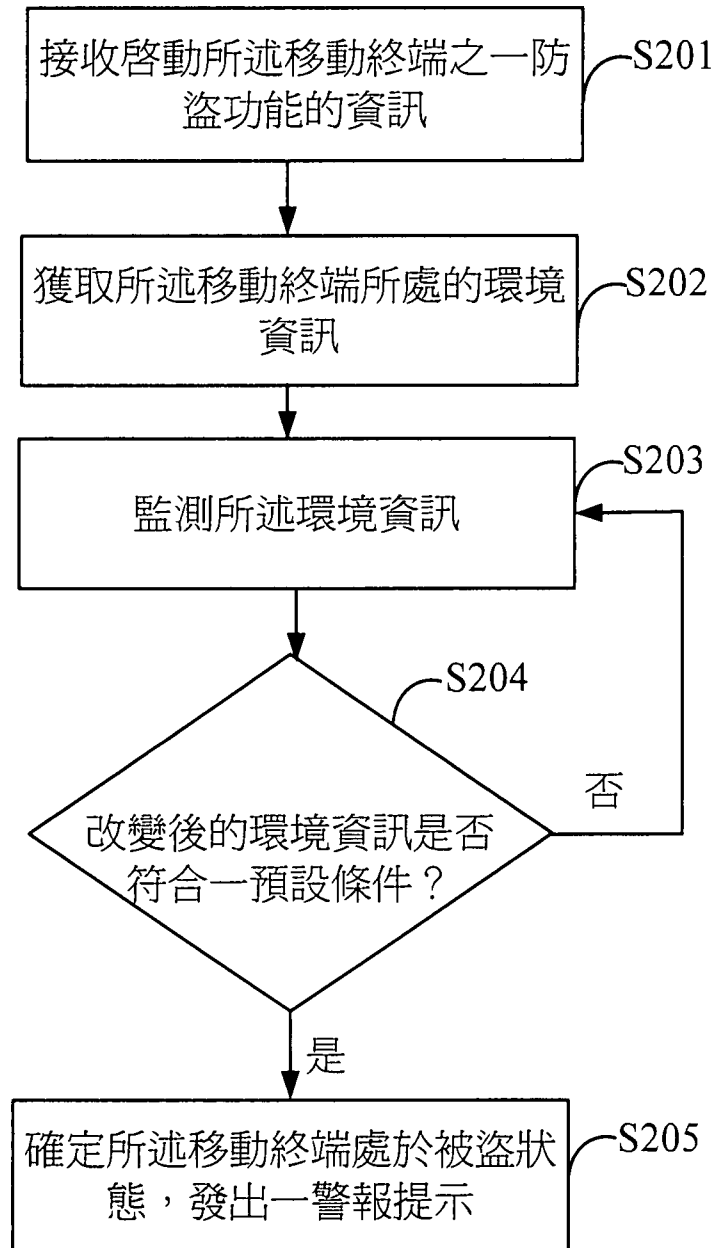 接收啓動所述移動終端之一防
盜功能的資訊
S201
獲取所述移動終端所處的環境
資訊
S202
監測所述環境資訊
S203
S204
改變後的環境資訊是否
符合一預設條件？
否
是
確定所述移動終端處於被盜狀
態，發出一警報提示
S205